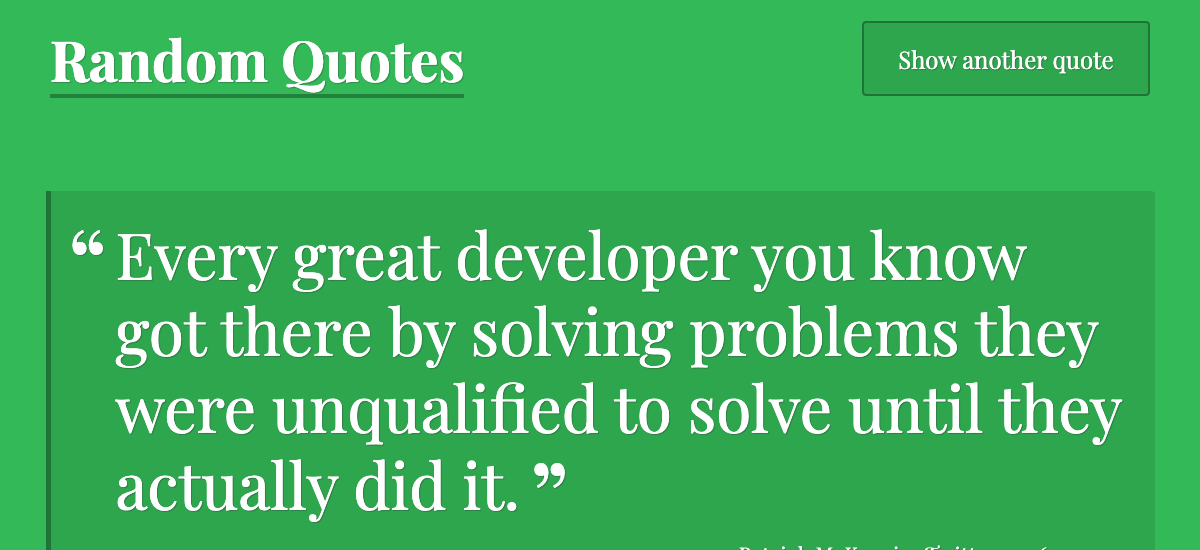 Random Quotes
Show another quote
“ Every great developer you know
got there by solving problems they
were unqualified to solve until they
actually did it. ”